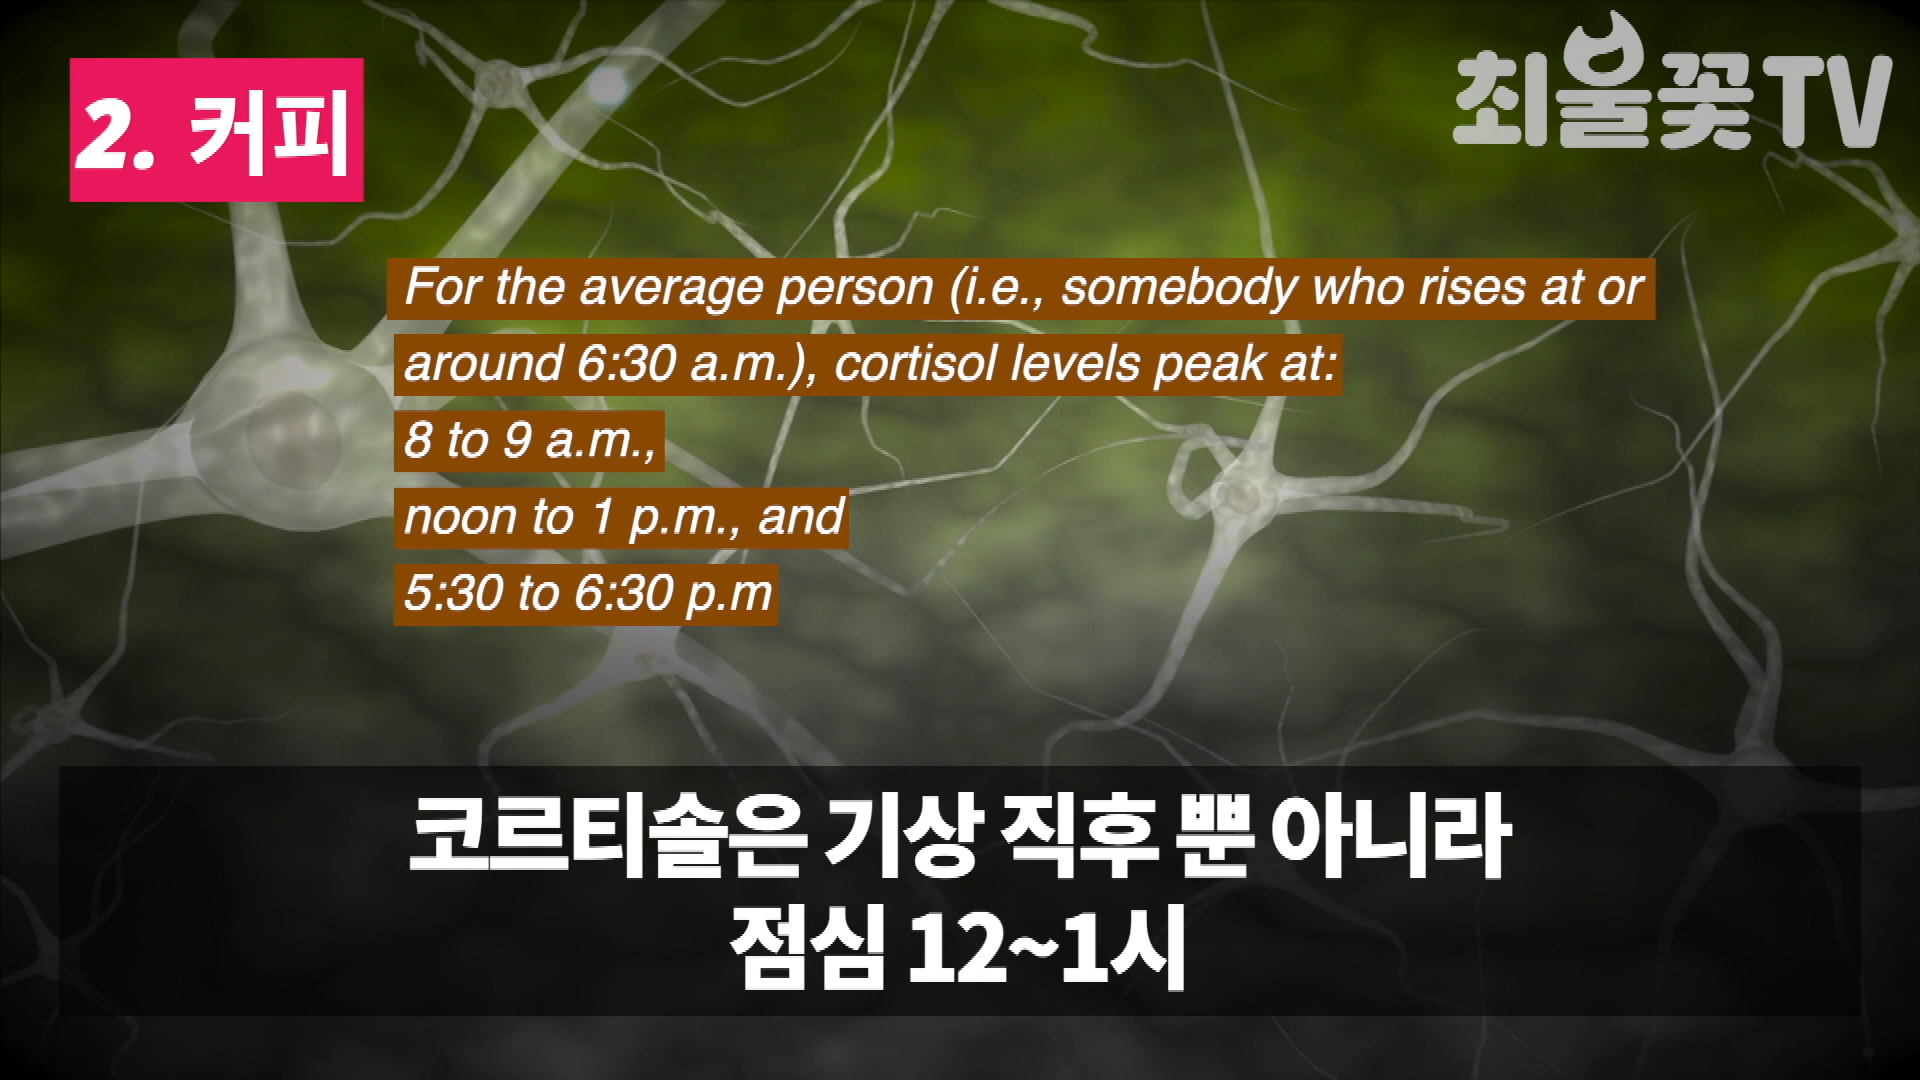 2. 커피
최울꽃TV
For the average person (i.e., somebody who rises at or
around 6:30 a.m.), cortisol levels peak at:
8 to 9 a.m.,
noon to 1 p.m., and
5:30 to 6:30 p.m
코르티솔은 기상 직후 뿐 아니라
점심 12~1시